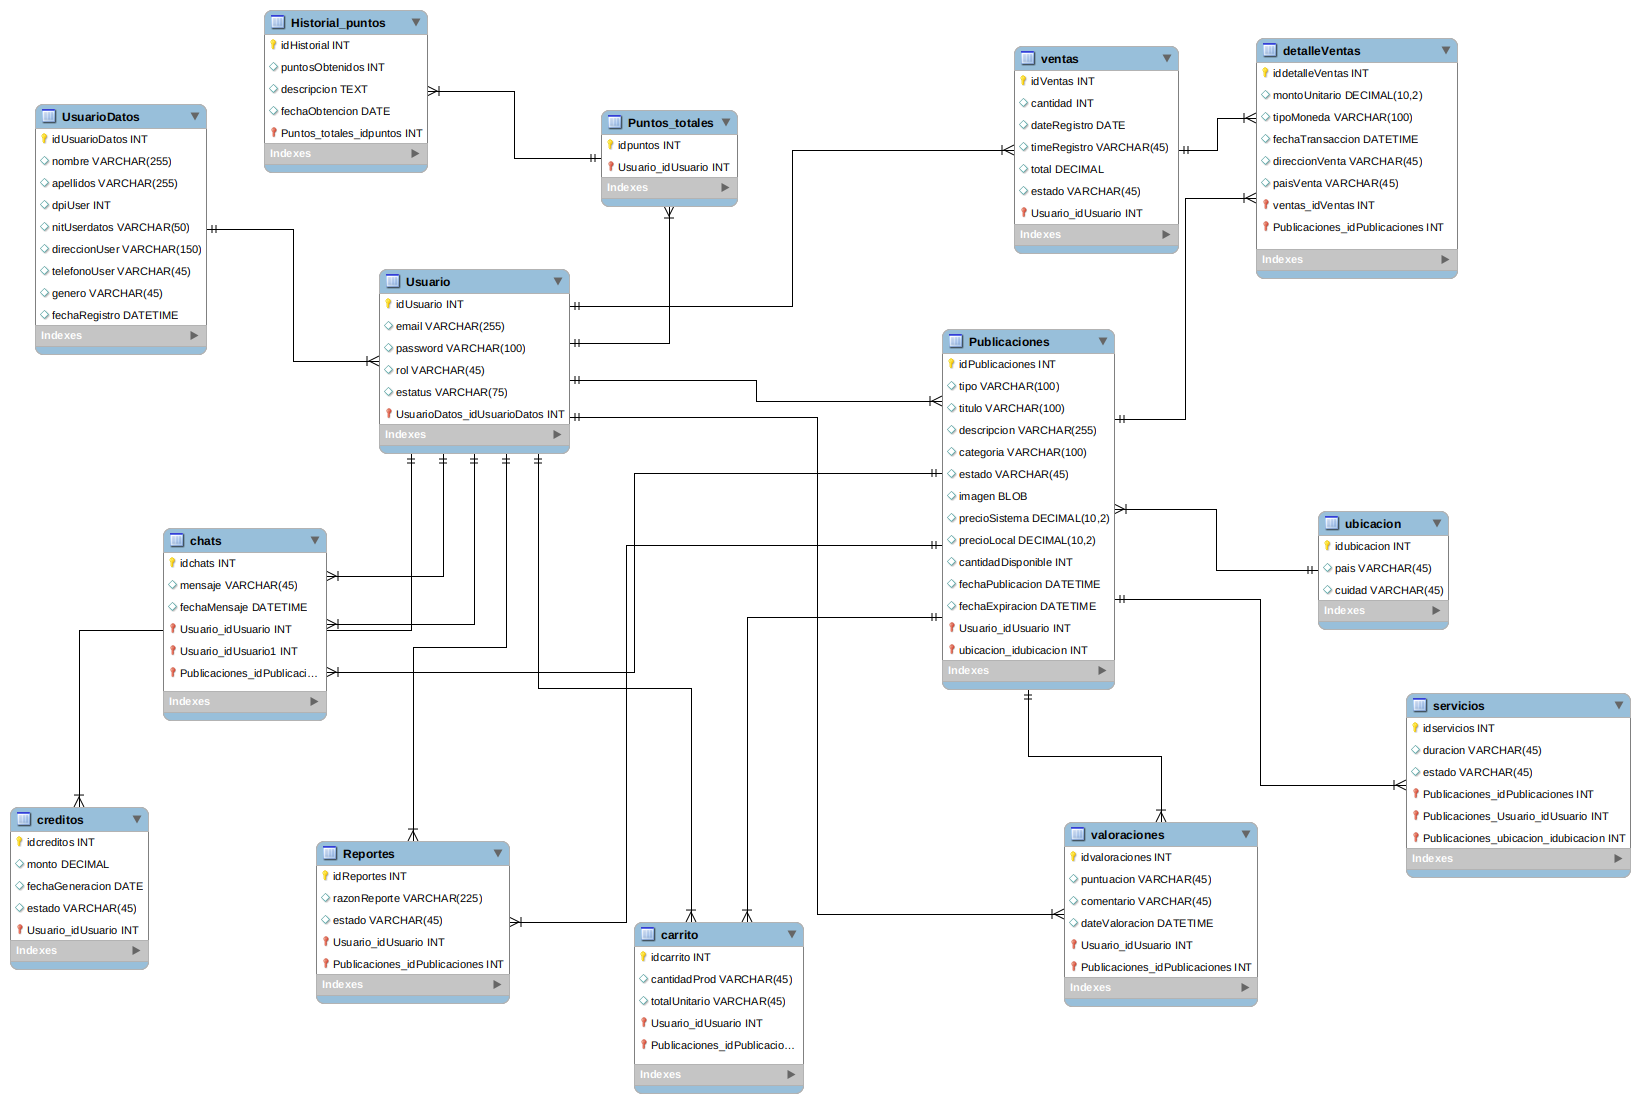 Historial_puntos
idHistorial INT
puntosObtenidos INT
descripcion TEXT
fechaObtencion DATE
Puntos_totales_idpuntos INT
Indexes
ventas
idVentas INT
cantidad INT
dateRegistro DATE
timeRegistro VARCHAR(45)
total DECIMAL
estado VARCHAR(45)
Usuario_idUsuario INT
Indexes
detalleVentas
iddetalleVentas INT
montoUnitario DECIMAL(10,2)
tipoMoneda VARCHAR(100)
fechaTransaccion DATETIME
direccionVenta VARCHAR(45)
paisVenta VARCHAR(45)
ventas_idVentas INT
Publicaciones_idPublicaciones INT
Indexes
UsuarioDatos
idUsuarioDatos INT
nombre VARCHAR(255)
apellidos VARCHAR(255)
dpiUser INT
nitUserdatos VARCHAR(50)
direccionUser VARCHAR(150)
telefonoUser VARCHAR(45)
genero VARCHAR(45)
fechaRegistro DATETIME
Indexes
Puntos_totales
idpuntos INT
Usuario_idUsuario INT
Indexes
Usuario
idUsuario INT
email VARCHAR(255)
password VARCHAR(100)
rol VARCHAR(45)
estatus VARCHAR(75)
UsuarioDatos_idUsuarioDatos INT
Indexes
Publicaciones
idPublicaciones INT
tipo VARCHAR(100)
titulo VARCHAR(100)
descripcion VARCHAR(255)
categoria VARCHAR(100)
estado VARCHAR(45)
imagen BLOB
precioSistema DECIMAL(10,2)
precioLocal DECIMAL(10,2)
cantidadDisponible INT
fechaPublicacion DATETIME
fechaExpiracion DATETIME
Usuario_idUsuario INT
ubicacion_idubicacion INT
Indexes
ubicacion
idubicacion INT
pais VARCHAR(45)
cuidad VARCHAR(45)
Indexes
chats
idchats INT
mensaje VARCHAR(45)
fechaMensaje DATETIME
Usuario_idUsuario INT
Usuario_idUsuario1 INT
Publicaciones_idPublicaci...
Indexes
servicios
idservicios INT
duracion VARCHAR(45)
estado VARCHAR(45)
Publicaciones_idPublicaciones INT
Publicaciones_Usuario_idUsuario INT
Publicaciones_ubicacion_idubicacion INT
Indexes
creditos
idcreditos INT
monto DECIMAL
fechaGeneracion DATE
estado VARCHAR(45)
Usuario_idUsuario INT
Indexes
Reportes
idReportes INT
razonReporte VARCHAR(225)
estado VARCHAR(45)
Usuario_idUsuario INT
Publicaciones_idPublicaciones INT
Indexes
carrito
idcarrito INT
cantidadProd VARCHAR(45)
totalUnitario VARCHAR(45)
Usuario_idUsuario INT
Publicaciones_idPublicacio...
Indexes
valoraciones
idvaloraciones INT
puntuacion VARCHAR(45)
comentario VARCHAR(45)
dateValoracion DATETIME
Usuario_idUsuario INT
Publicaciones_idPublicaciones INT
Indexes